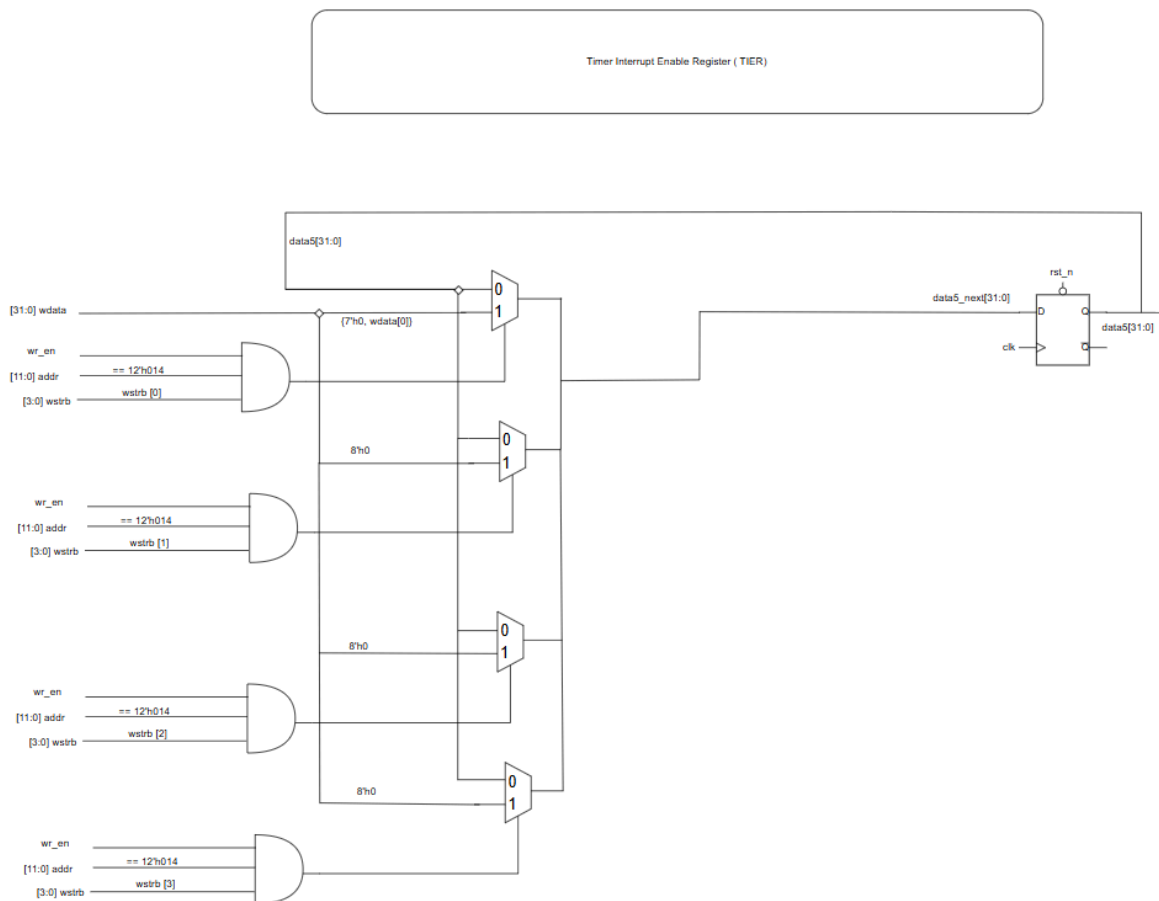 Timer Interrupt Enable Register ( TIER)
data5[31:0]
rst_n
0
data5_next[31:0]
[31:0] wdata
1
{7'h0, wdata[0]}
D
Q
data5[31:0]
wr_en
clk
Q
[11:0] addr
== 12'h014
[3:0] wstrb
wstrb [0]
0
8'h0
1
wr_en
[11:0] addr
== 12'h014
[3:0] wstrb
wstrb [1]
0
8'h0
1
wr_en
[11:0] addr
== 12'h014
[3:0] wstrb
wstrb [2]
0
8'h0
1
wr_en
[11:0] addr
== 12'h014
[3:0] wstrb
wstrb [3]